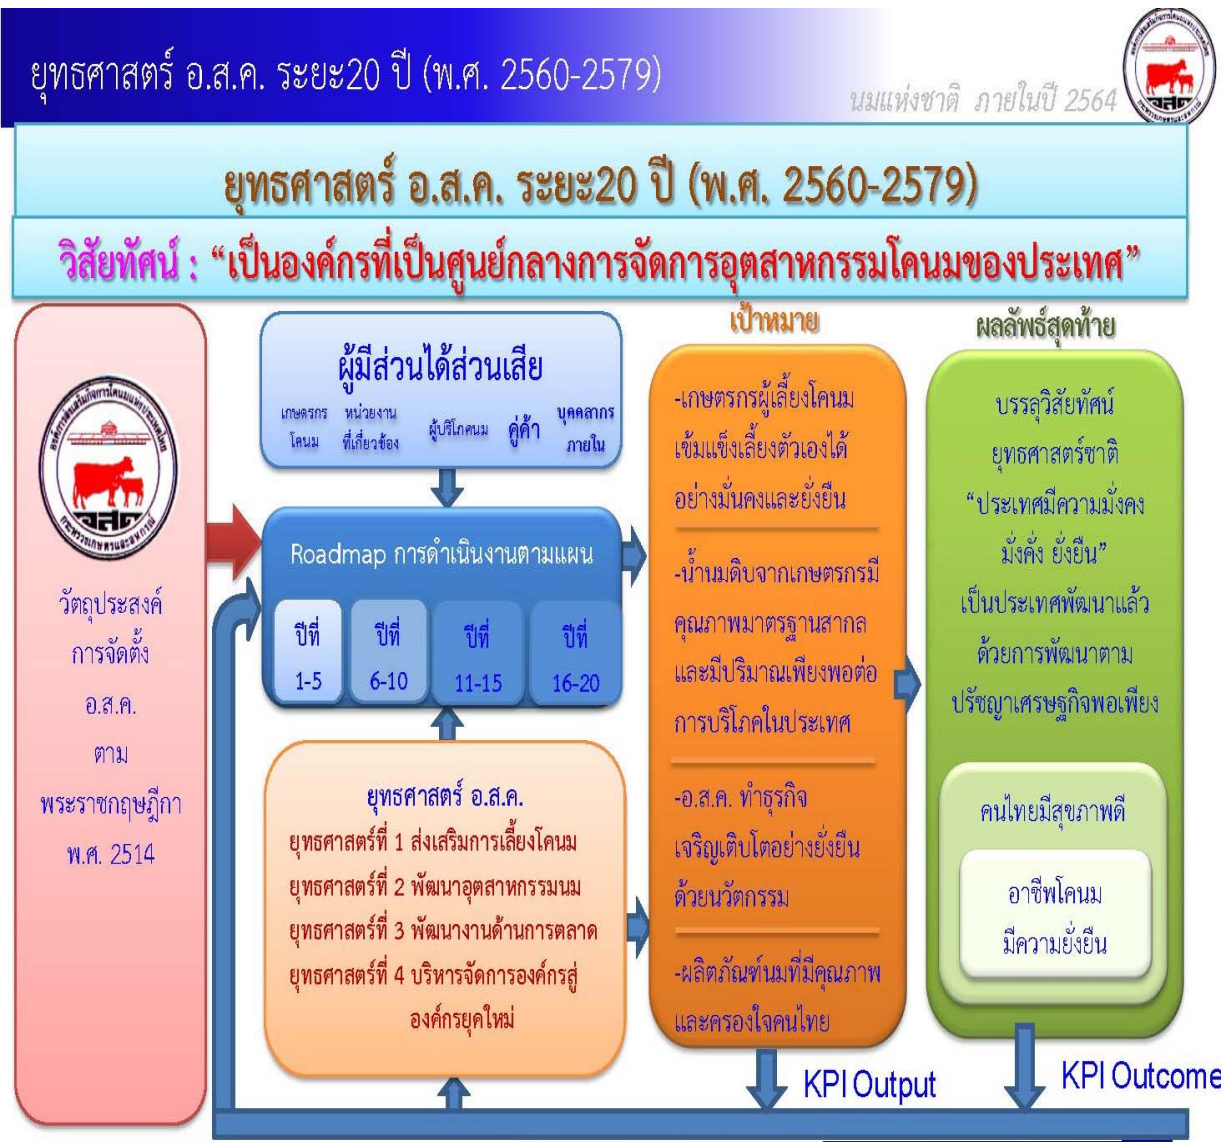 ยุทธศาสตร์ อ.ส.ค. ระยะ20 ปี (พ.ศ. 2560-2579)
นมแห่งชาติ ภายในปี 2564
ยุทธศาสตร์ อ.ส.ค. ระยะ20 ปี (พ.ศ. 2560-2579)
วิสัยทัศน์ : “เป็นองค์กรที่เป็นศูนย์กลางการจัดการอุตสาหกรรมโคนมของประเทศ”
วัตถุประสงค์
การจัดตั้ง
อ.ส.ค.
ตาม
พระราชกฤษฎีกา
พ.ศ. 2514
ผู้มีส่วนได้ส่วนเสีย
เกษตรกร
โคนม
หน่วยงาน
ที่เกี่ยวข้อง
ผู้บริโภคนม
คู่ค้า
บุคคลากร
ภายใน
Roadmap การดำเนินงานตามแผน
ปีที่
1-5
ปีที่
6-10
ปีที่
11-15
ปีที่
16-20
ยุทธศาสตร์ อ.ส.ค.
ยุทธศาสตร์ที่ 1 ส่งเสริมการเลี้ยงโคนม
ยุทธศาสตร์ที่ 2 พัฒนาอุตสาหกรรมนม
ยุทธศาสตร์ที่ 3 พัฒนางานด้านการตลาด
ยุทธศาสตร์ที่ 4 บริหารจัดการองค์กรสู่
องค์กรยุคใหม่
เป้าหมาย
-เกษตรกรผู้เลี้ยงโคนม
เข้มแข็งเลี้ยงตัวเองได้
อย่างมั่นคงและยั่งยืน
-น้ำนมดิบจากเกษตรกรมี
คุณภาพมาตรฐานสากล
และมีปริมาณเพียงพอต่อ
การบริโภคในประเทศ
-อ.ส.ค. ทำธุรกิจ
เจริญเติบโตอย่างยั่งยืน
ด้วยนวัตกรรม
-ผลิตภัณฑ์นมที่มีคุณภาพ
และครองใจคนไทย
KPI Output
ผลลัพธ์สุดท้าย
บรรลุวิสัยทัศน์
ยุทธศาสตร์ชาติ
“ประเทศมีความมั่งคง
มั่งคั่ง ยั่งยืน”
เป็นประเทศพัฒนาแล้ว
ด้วยการพัฒนาตาม
ปรัชญาเศรษฐกิจพอเพียง
คนไทยมีสุขภาพดี
อาชีพโคนม
มีความยั่งยืน
KPI Outcome